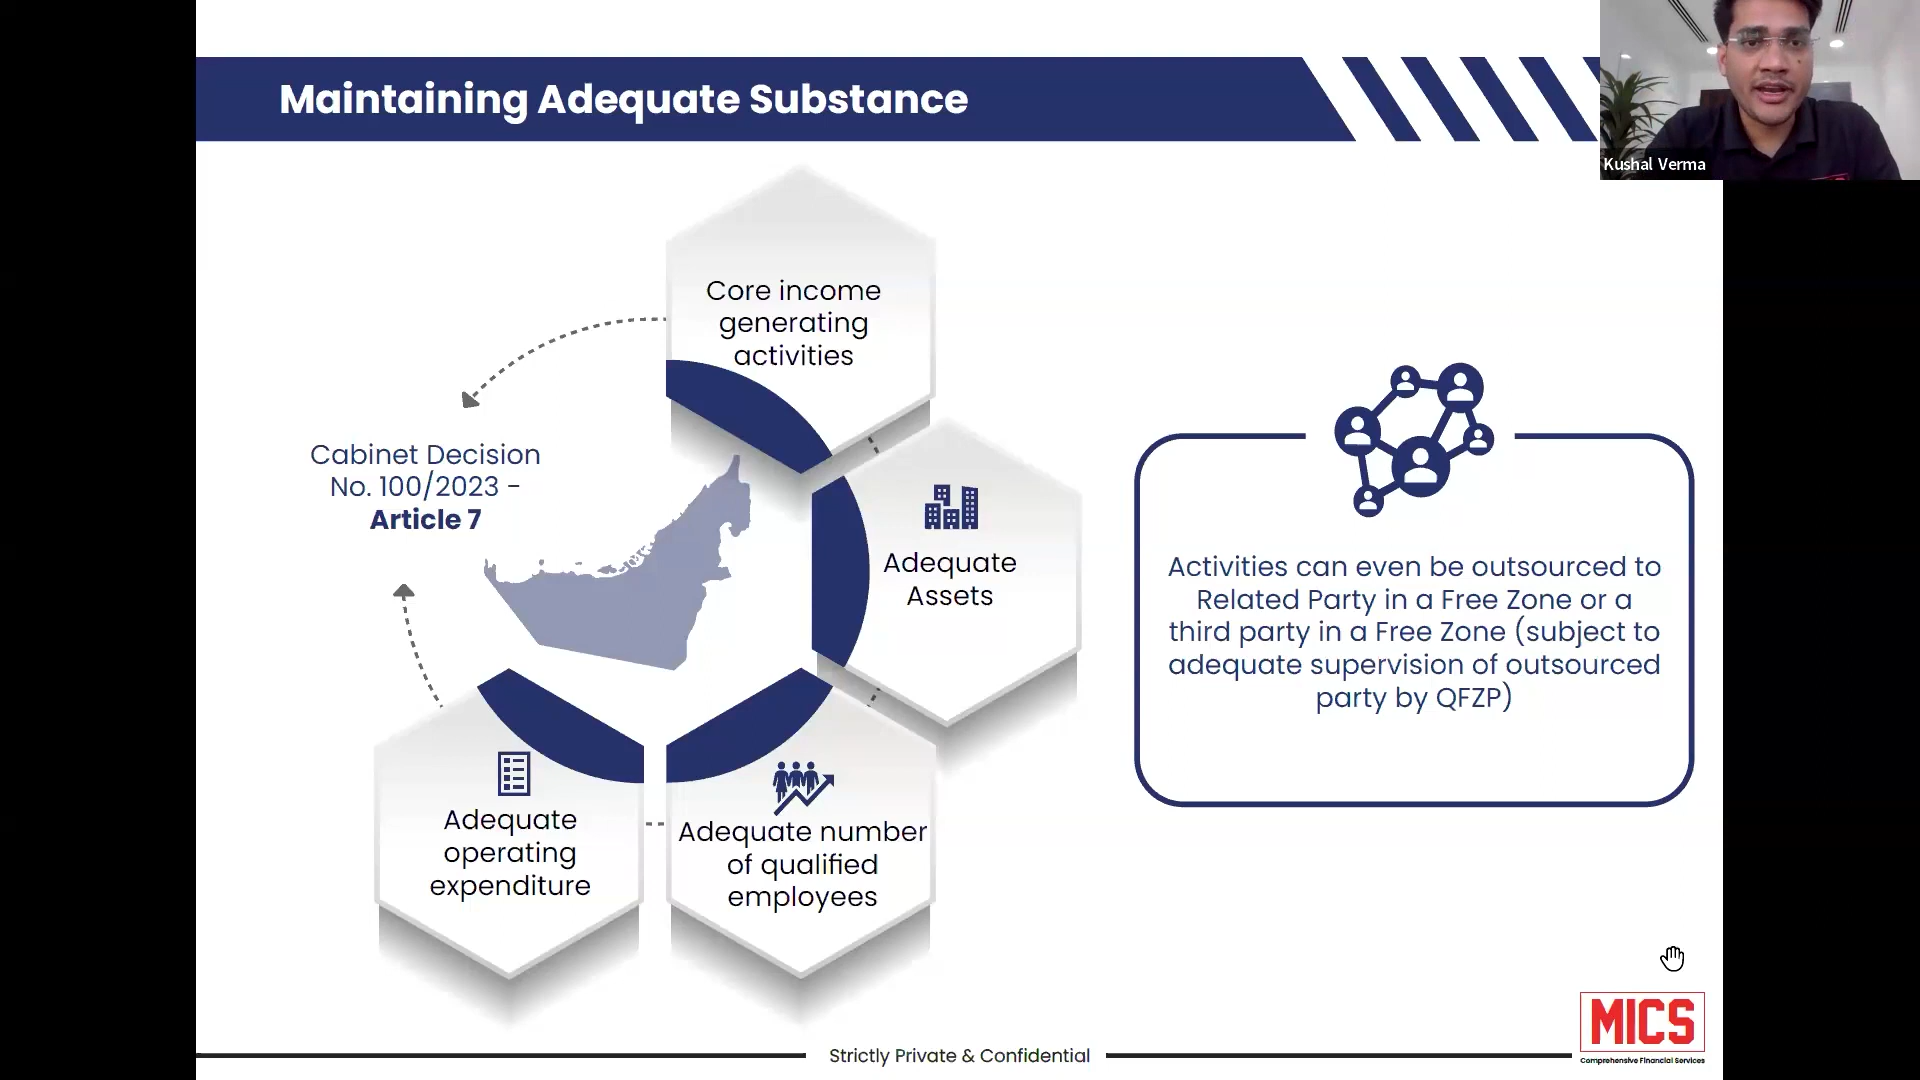 Maintaining Adequate Substance
Kushal Verma
Core income
generating
activities
Cabinet Decision
No. 100/2023 -
Article 7
Adequate
Assets
Adequate
operating
expenditure
Adequate number
of qualified
employees
Activities can even be outsourced to
Related Party in a Free Zone or a
third party in a Free Zone (subject to
adequate supervision of outsourced
party by QFZP)
Strictly Private & Confidential
MICS
Comprehensive Financial Services